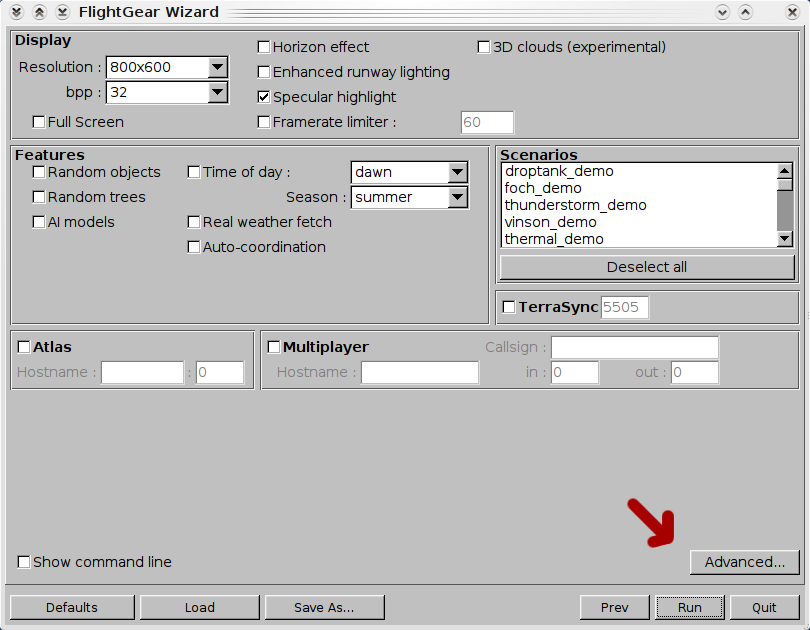 FlightGear Wizard
Display
Resolution : 800x600
bpp : 32
Full Screen
Horizon effect
Enhanced runway lighting
Specular highlight
Framerate limiter : 60
3D clouds (experimental)
Features
Random objects
Random trees
AI models
Time of day : dawn
Season : summer
Real weather fetch
Auto-coordination
Scenarios
droptank_demo
foch_demo
thunderstorm_demo
vinson_demo
thermal_demo
Deselect all
TerraSync 5505
Atlas
Hostname : : 0
Multiplayer
Callsign :
Hostname : in : 0 out : 0
Show command line
Advanced...
Defaults Load Save As... Prev Run Quit